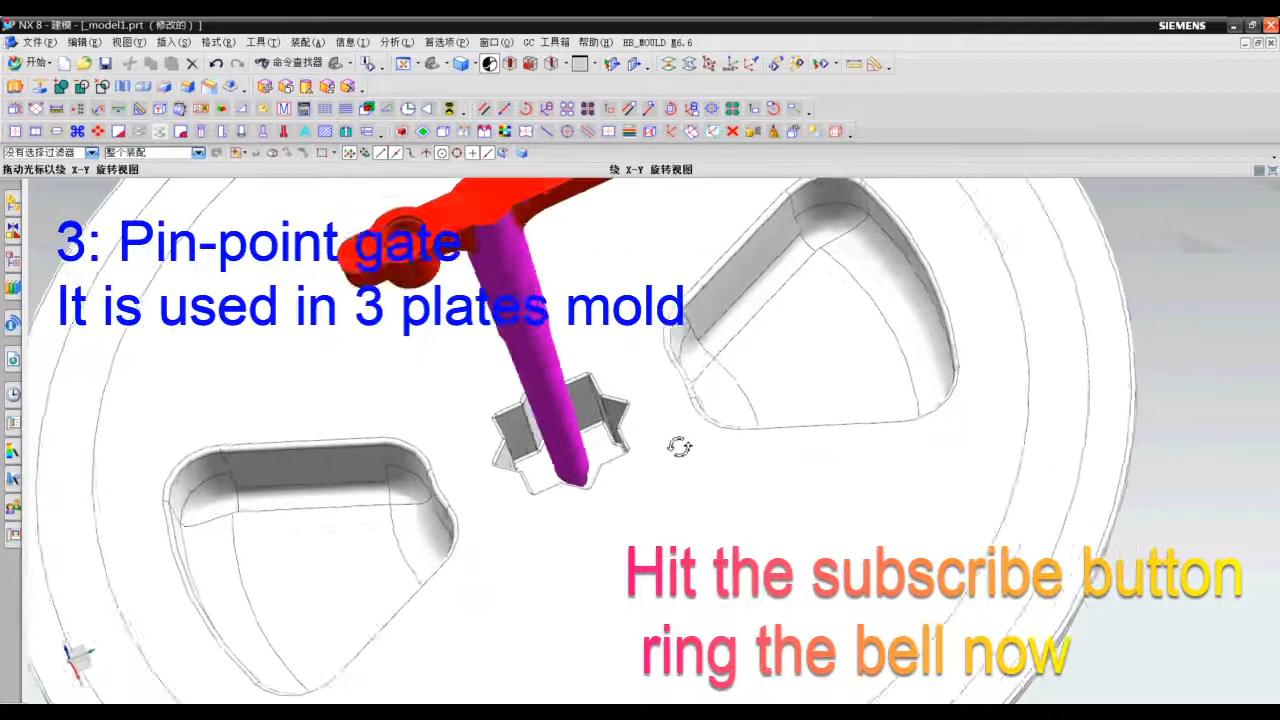 NX 8 - 建模 - [_model1.prt （修改的） ]
SIEMENS
文件(F) 编辑(E) 视图(V) 插入(S) 格式(R) 工具(T) 装配(A) 信息(I) 分析(L) 首选项(P) 窗口(O) GC 工具箱 帮助(H) HB_MOULD M6.6
开始 命令查找器
没有选择过滤器 整个装配
拖动光标以绕 X-Y 旋转视图 绕 X-Y 旋转视图
3: Pin-point gate
It is used in 3 plates mold
Hit the subscribe button
ring the bell now